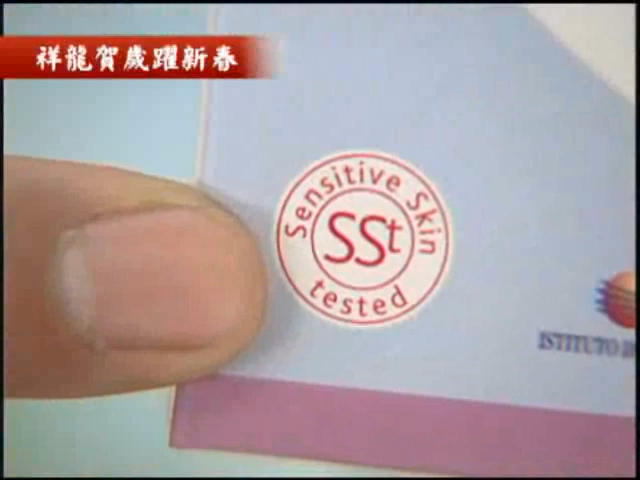 祥龍賀歲躍新春
Sensitive Skin
SSt
tested
ISTITUTO